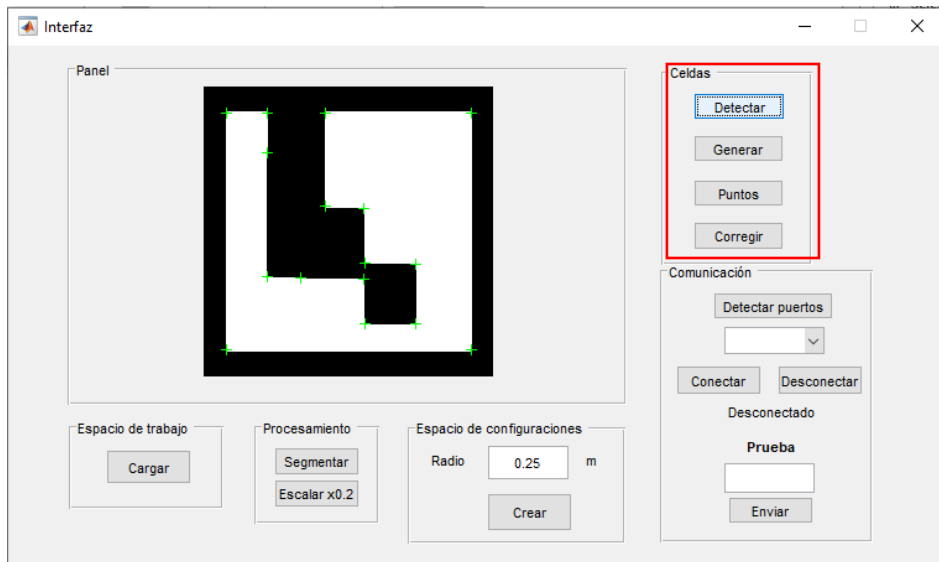 Interfaz
Panel
Celdas
Detectar
Generar
Puntos
Corregir
Comunicación
Detectar puertos
Conectar Desconectar
Desconectado
Prueba
Enviar
Espacio de trabajo
Cargar
Procesamiento
Segmentar
Escalar x0.2
Espacio de configuraciones
Radio 0.25 m
Crear